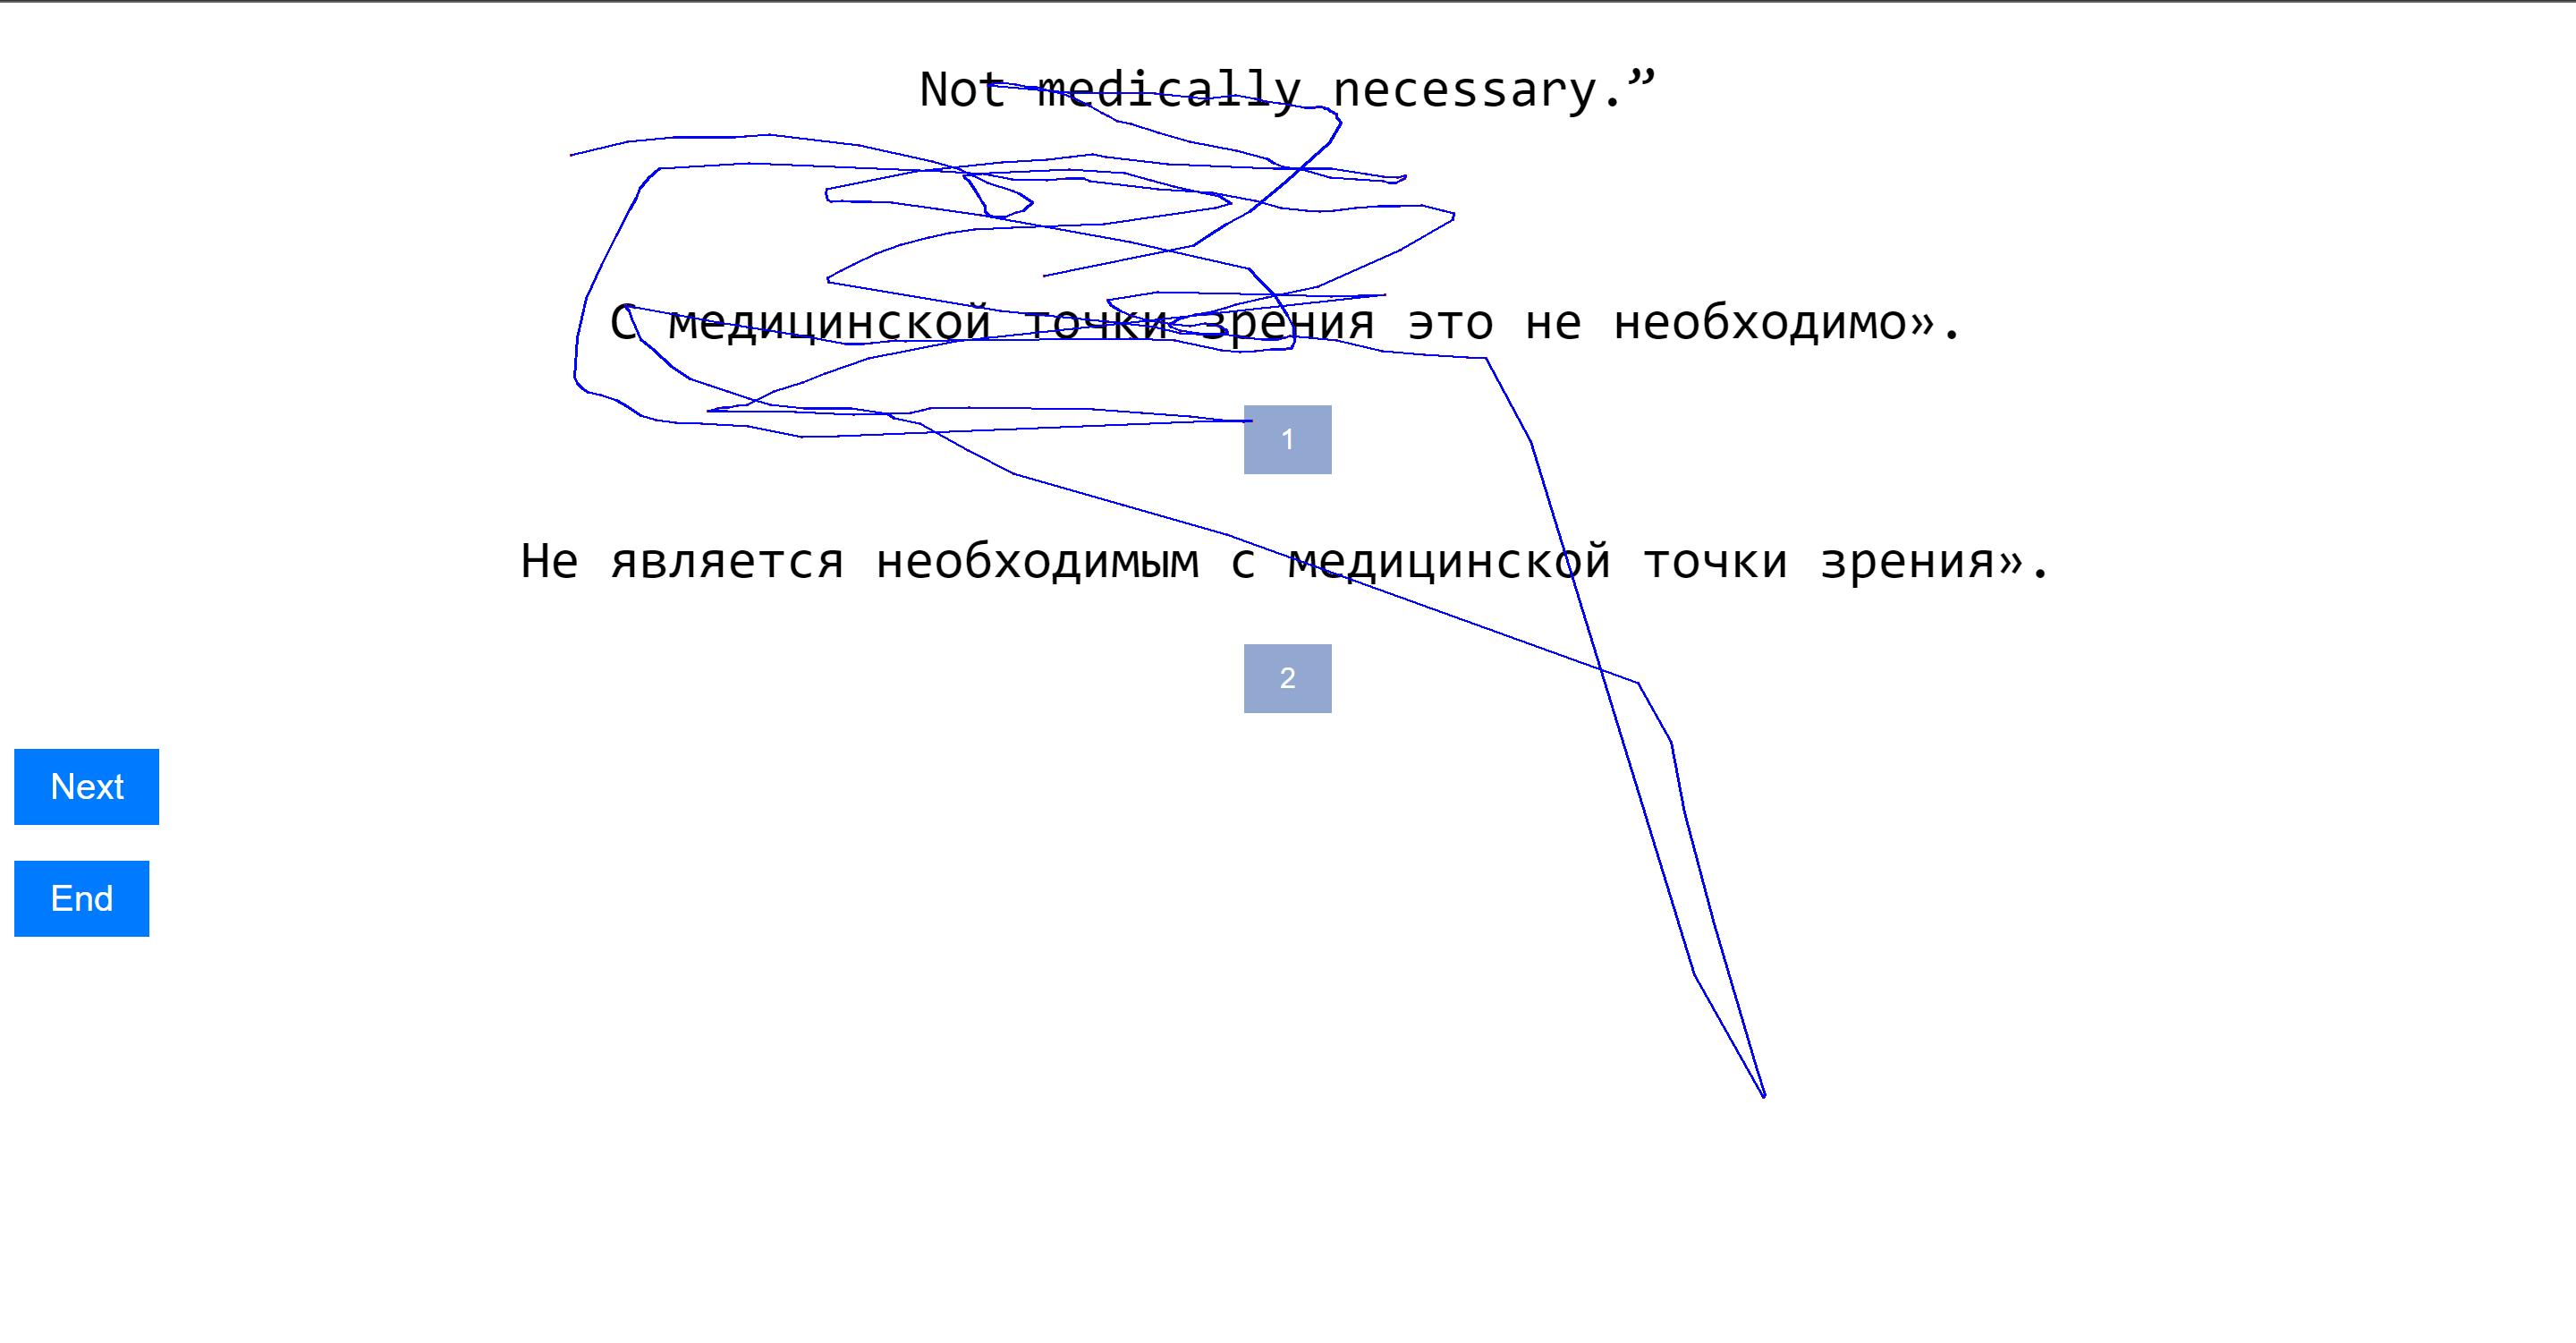 Not medically necessary.”
С медицинской точки зрения это не необходимо».
1
Не является необходимым с медицинской точки зрения».
2
Next
End